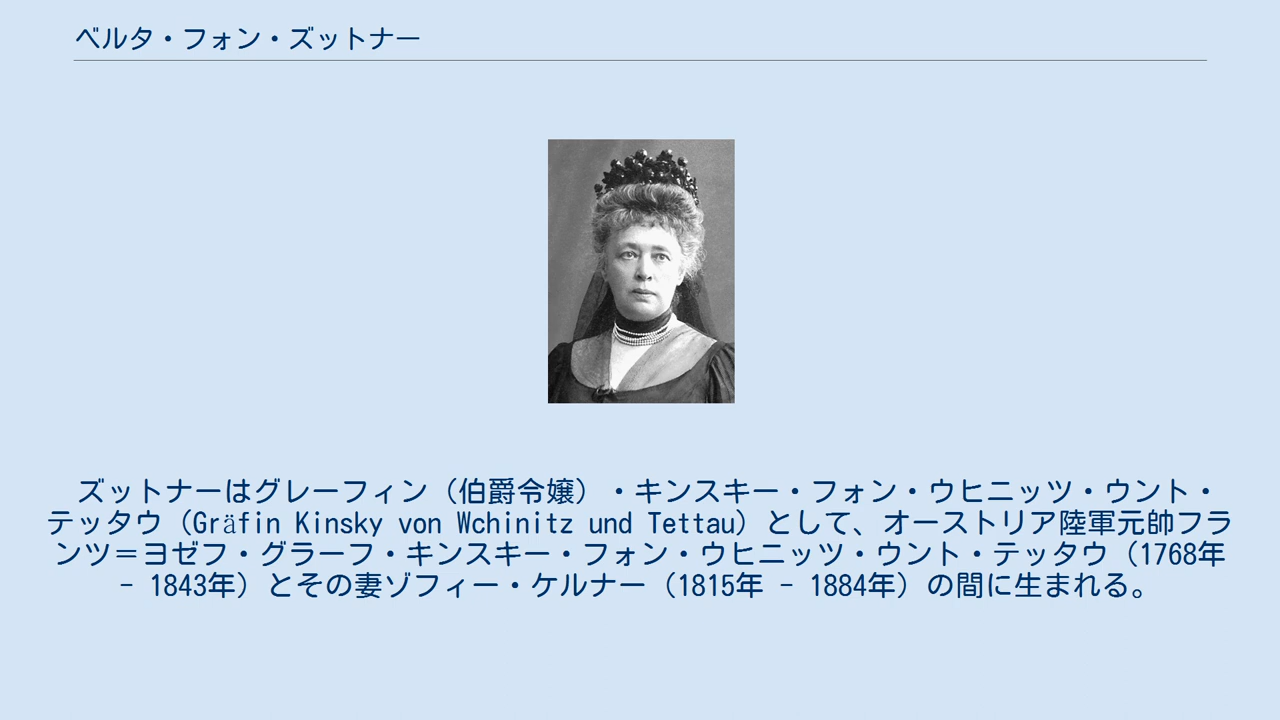 ベルタ・フォン・ズットナー
ズットナーはグレーフィン（伯爵令嬢）・キンスキー・フォン・ウヒニッツ・ウント・
テッタウ（Gräfin Kinsky von Wchinitz und Tettau）として、オーストリア陸軍元帥フラ
ンツ＝ヨゼフ・グラーフ・キンスキー・フォン・ウヒニッツ・ウント・テッタウ（1768年
– 1843年）とその妻ゾフィー・ケルナー（1815年 – 1884年）の間に生まれる。